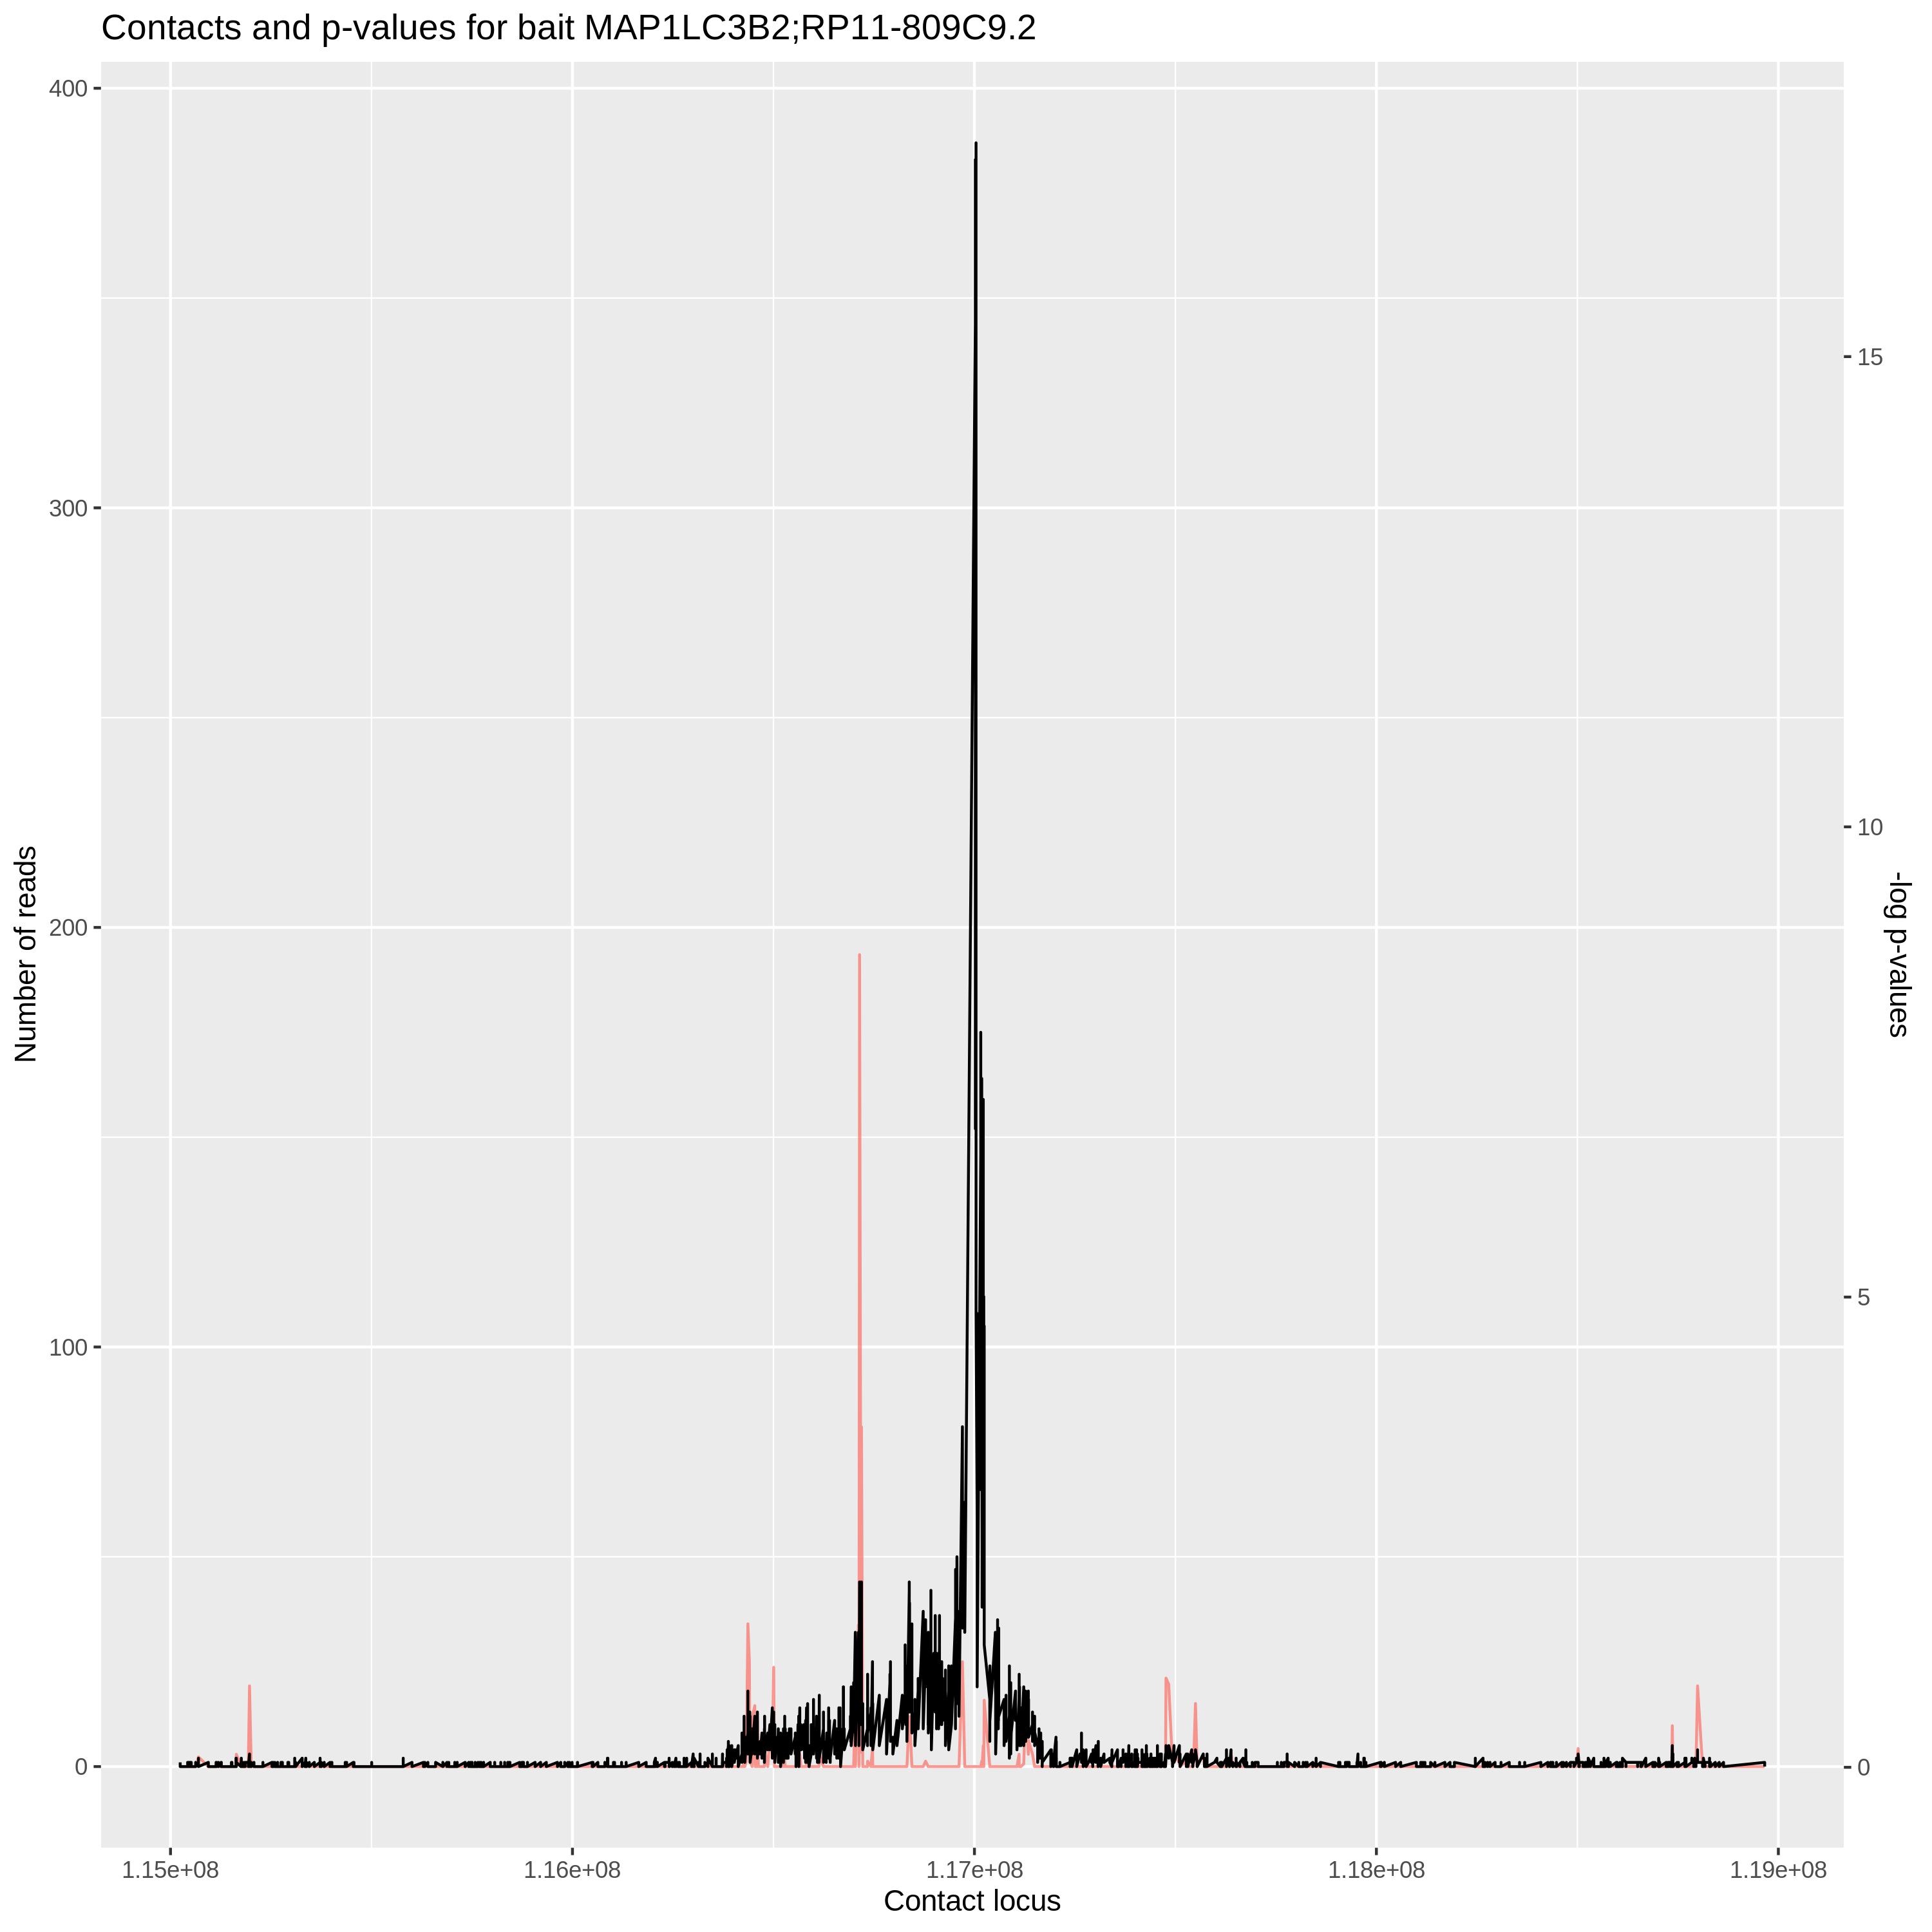 Contacts and p-values for bait MAP1LC3B2;RP11-809C9.2
400
300
200
100
0
Number of reads
15
10
5
0
-log p-values
1.15e+08
1.16e+08
1.17e+08
1.18e+08
1.19e+08
Contact locus